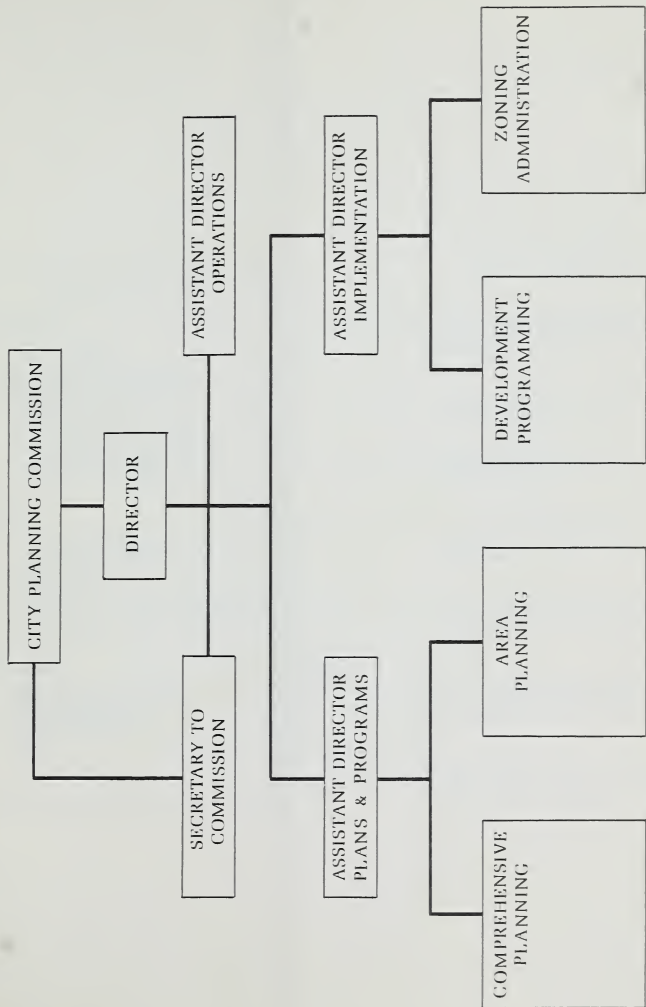 CITY PLANNING COMMISSION
DIRECTOR
SECRETARY TO
COMMISSION
ASSISTANT DIRECTOR
OPERATIONS
ASSISTANT DIRECTOR
PLANS & PROGRAMS
ASSISTANT DIRECTOR
IMPLEMENTATION
COMPREHENSIVE
PLANNING
AREA
PLANNING
DEVELOPMENT
PROGRAMMING
ZONING
ADMINISTRATION